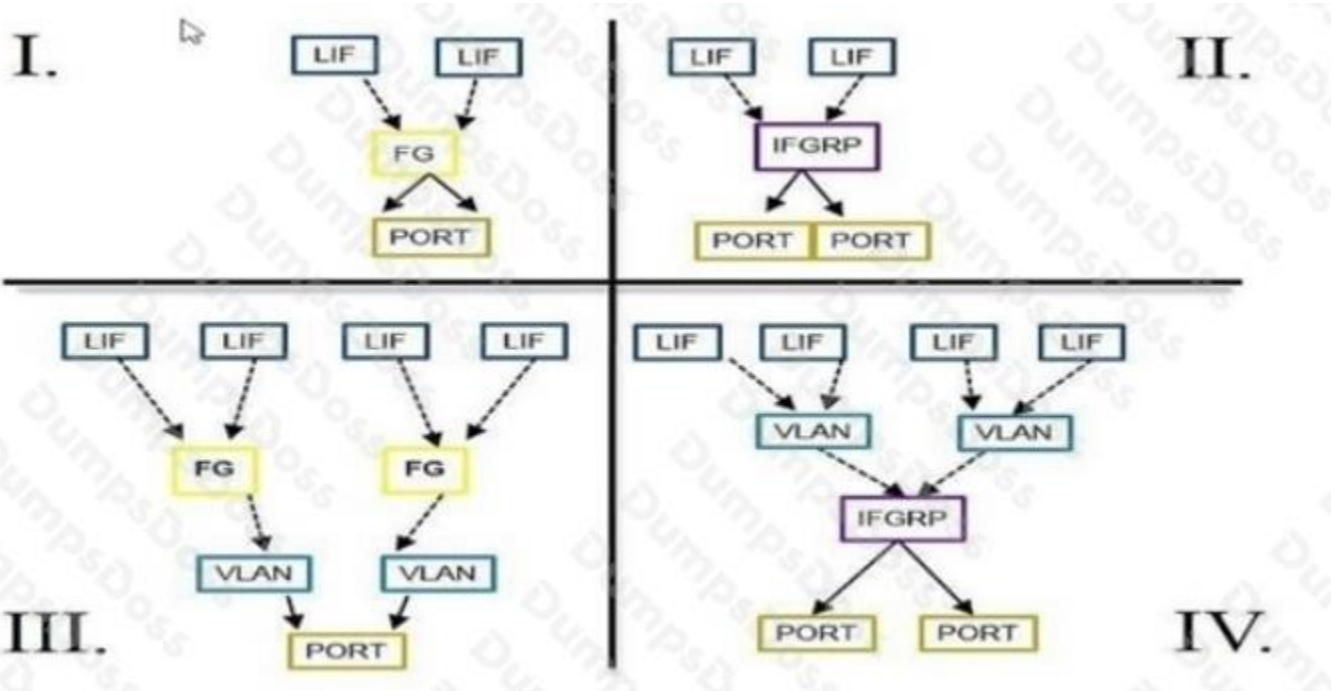 I.
LIF LIF
FG
PORT
II.
LIF LIF
IFGRP
PORT PORT
LIF LIF LIF LIF
FG FG
VLAN VLAN
PORT
III.
LIF LIF LIF LIF
VLAN VLAN
IFGRP
PORT PORT
IV.
DumpsDoss